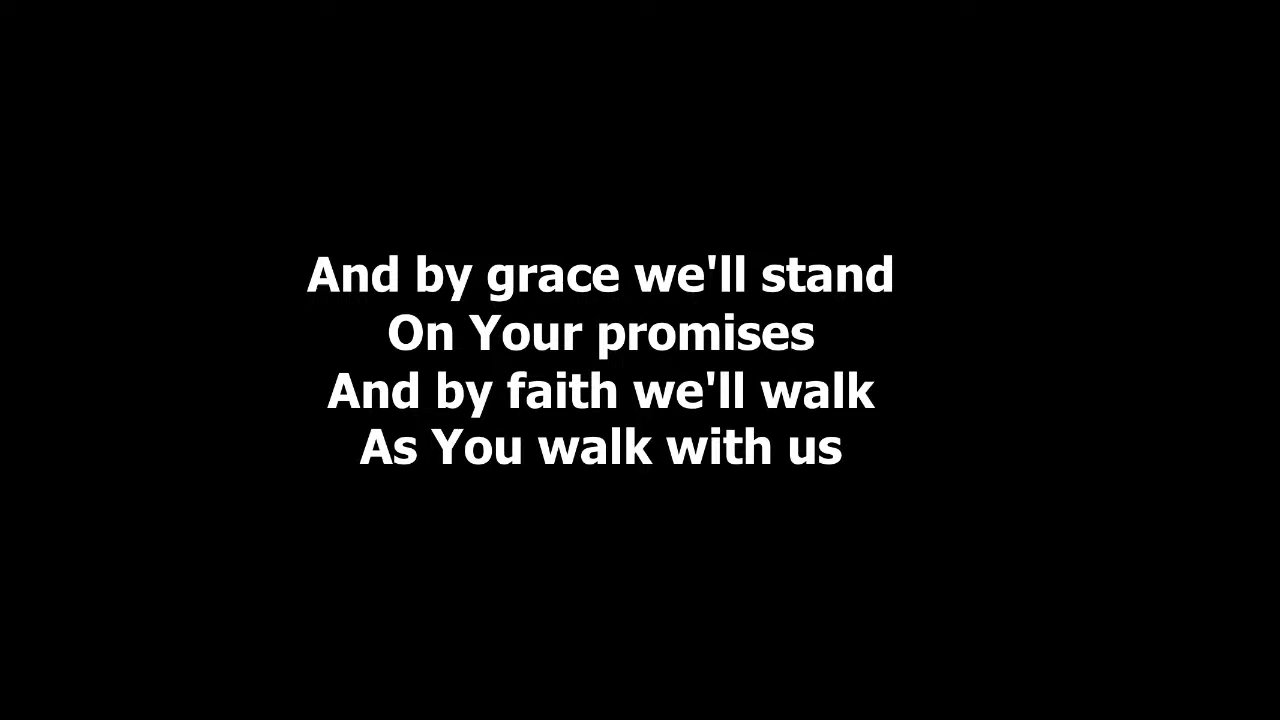 And by grace we'll stand
On Your promises
And by faith we'll walk
As You walk with us